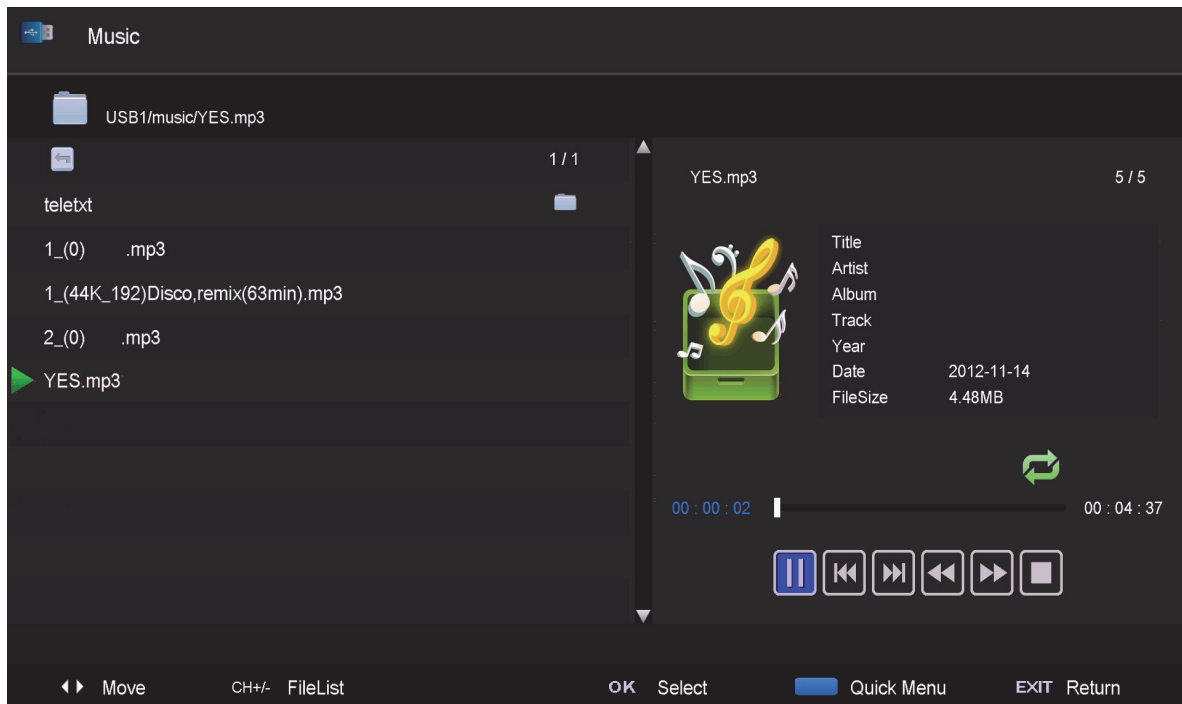 Music
USB1/music/YES.mp3
1 / 1
teletxt
1_(0) .mp3
1_(44K_192)Disco,remix(63min).mp3
2_(0) .mp3
YES.mp3
YES.mp3 5 / 5
Title
Artist
Album
Track
Year
Date 2012-11-14
FileSize 4.48MB
00 : 00 : 02 00 : 04 : 37
Move CH+/- FileList OK Select Quick Menu EXIT Return